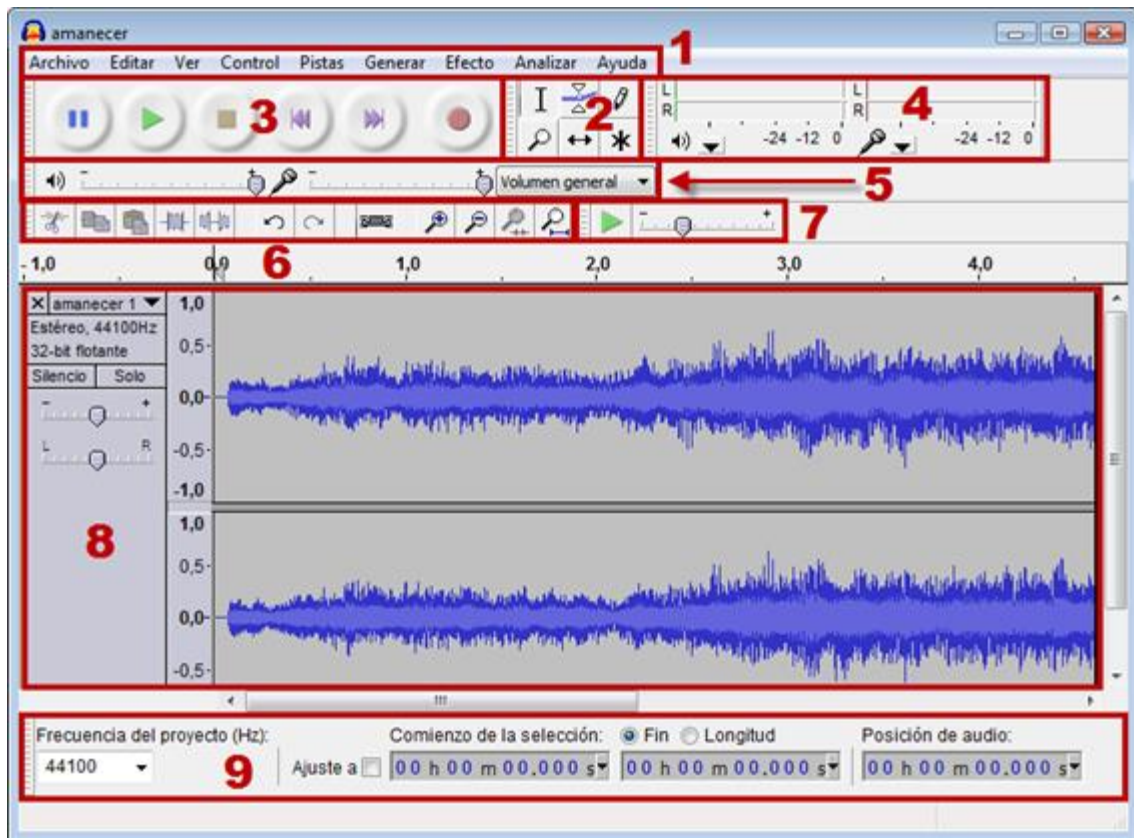 amanecer
Archivo Editar Ver Control Pistas Generar Efecto Analizar Ayuda
1
3
2
4
L
R
L
R
-24 -12 0
-24 -12 0
- + - + Volumen general
5
- +
7
6
- 1,0 0,0 1,0 2,0 3,0 4,0
X amanecer 1
Estéreo, 44100Hz
32-bit flotante
Silencio Solo
- +
L R
8
1,0
0,5-
0,0-
-0,5-
-1,0
1,0
0,5-
0,0-
-0,5-
Frecuencia del proyecto (Hz): Comienzo de la selección: Fin Longitud Posición de audio:
44100 Ajuste a 00 h 00 m 00.000 s 00 h 00 m 00.000 s 00 h 00 m 00.000 s
9